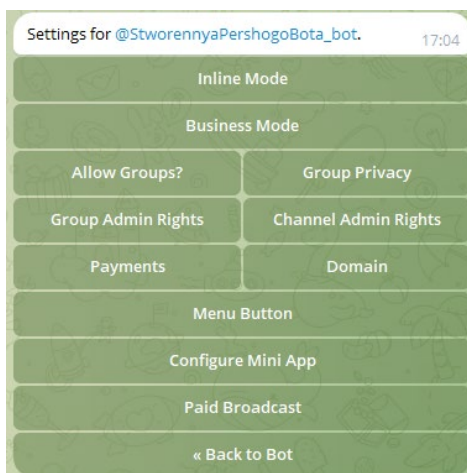 Settings for @StworennyaPershogoBota_bot.
17:04
Inline Mode
Business Mode
Allow Groups? Group Privacy
Group Admin Rights Channel Admin Rights
Payments Domain
Menu Button
Configure Mini App
Paid Broadcast
« Back to Bot